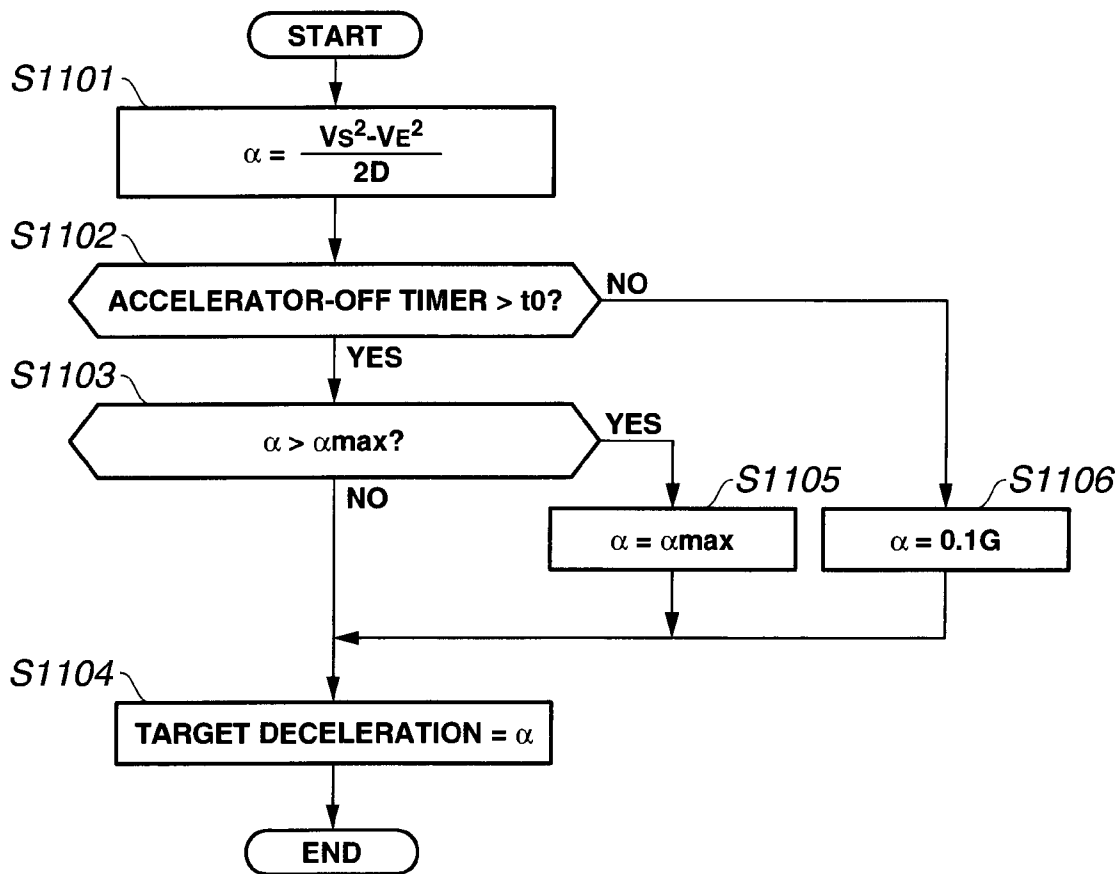 START
S1101
α = Vs²-VE² / 2D
S1102
ACCELERATOR-OFF TIMER > t0?
NO
YES
S1103
α > αmax?
YES
NO
S1105
α = αmax
S1106
α = 0.1G
S1104
TARGET DECELERATION = α
END